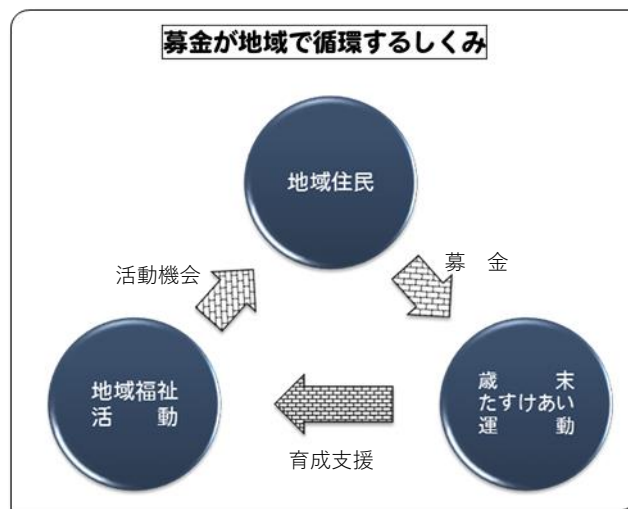 募金が地域で循環するしくみ
地域住民
活動機会
募　金
地域福祉
活　　動
歳　　末
たすけあい
運　　動
育成支援